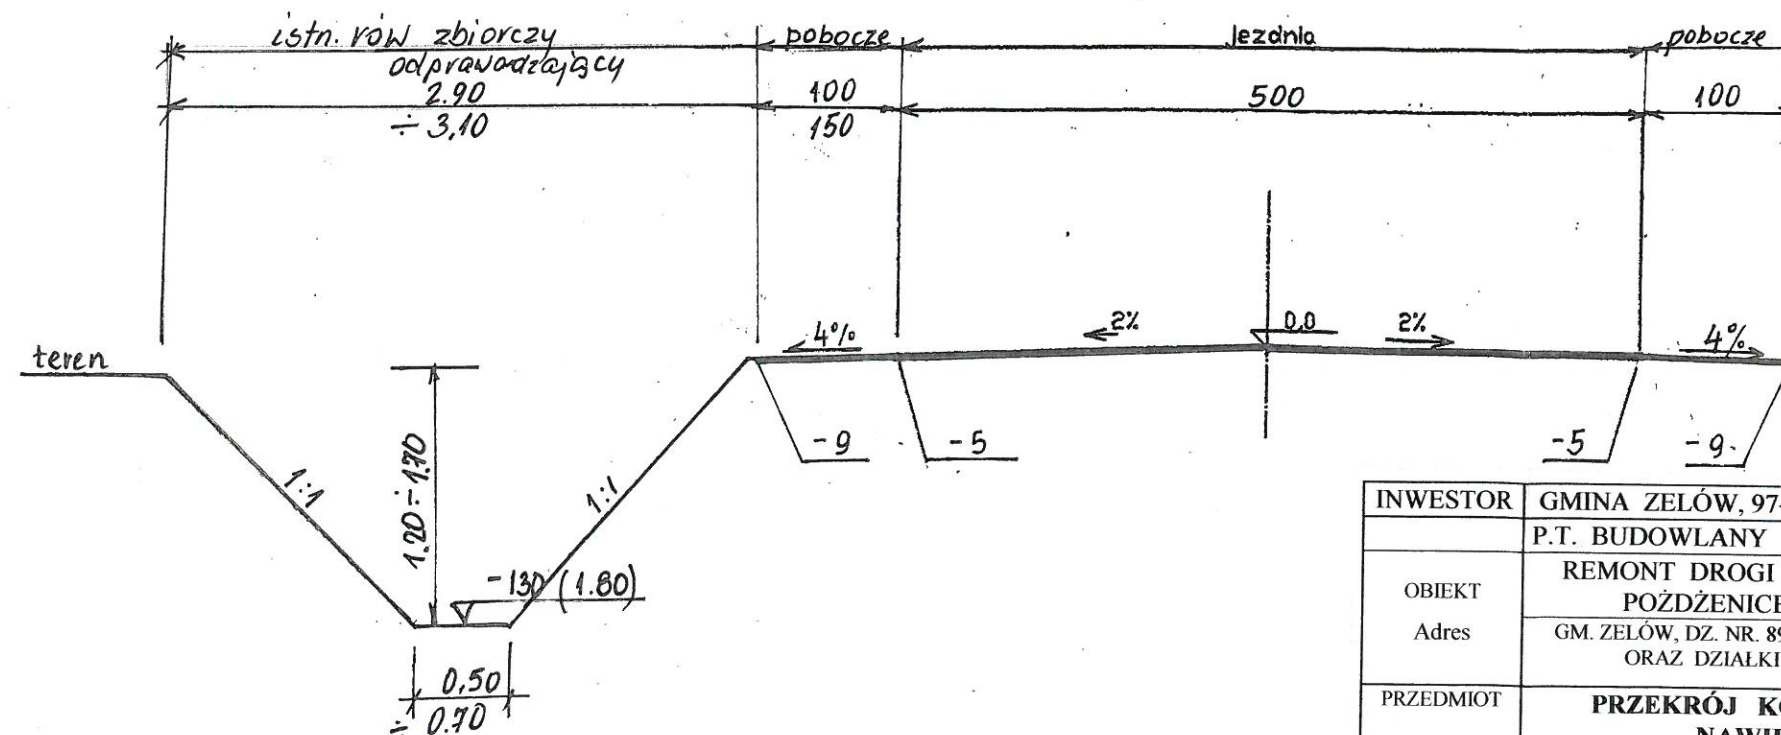 istn. rów zbiorczy
odprawadzający
pobocze
jezdnia
pobocze
2.90
÷ 3,10
100
150
500
100
teren
4%
2%
0,0
2%
4%
1:1
1.20÷1.70
1:1
-9
-5
-5
-9
-130 (1.80)
0,50
÷ 0.70
INWESTOR GMINA ZELÓW, 97-
P.T. BUDOWLANY
OBIEKT
Adres
REMONT DROGI
POŻDŻENICE
GM. ZELÓW, DZ. NR. 89
ORAZ DZIAŁKI
PRZEDMIOT
PRZEKRÓJ